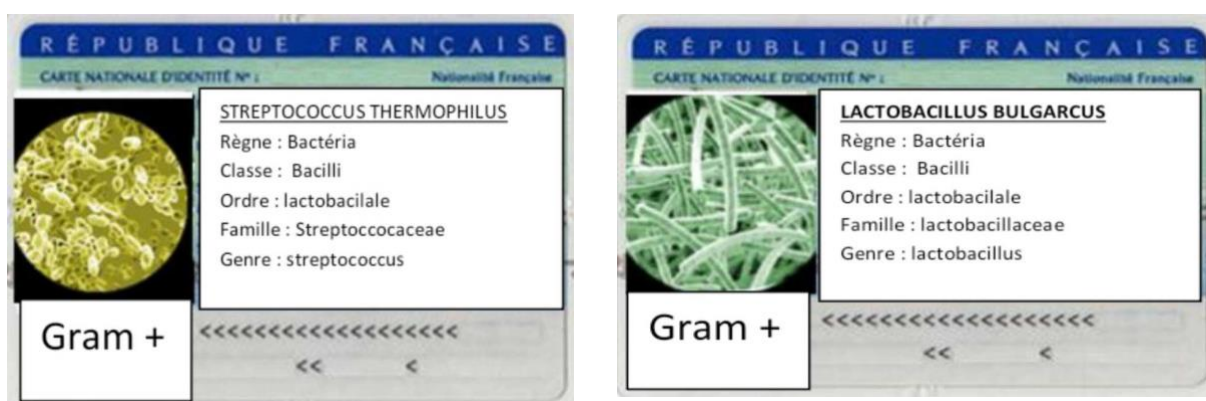 RÉPUBLIQUE FRANÇAISE
CARTE NATIONALE D'IDENTITÉ Nº : Nationalité Française
STREPTOCOCCUS THERMOPHILUS
Règne : Bactéria
Classe : Bacilli
Ordre : lactobacilale
Famille : Streptoccocaceae
Genre : streptococcus
Gram +
<<<<<<<<<<<<<<<<<<<
<< <
RÉPUBLIQUE FRANÇAISE
CARTE NATIONALE D'IDENTITÉ Nº : Nationalité Française
LACTOBACILLUS BULGARCUS
Règne : Bactéria
Classe : Bacilli
Ordre : lactobacilale
Famille : lactobacillaceae
Genre : lactobacillus
Gram +
<<<<<<<<<<<<<<<<<<<<
<< <